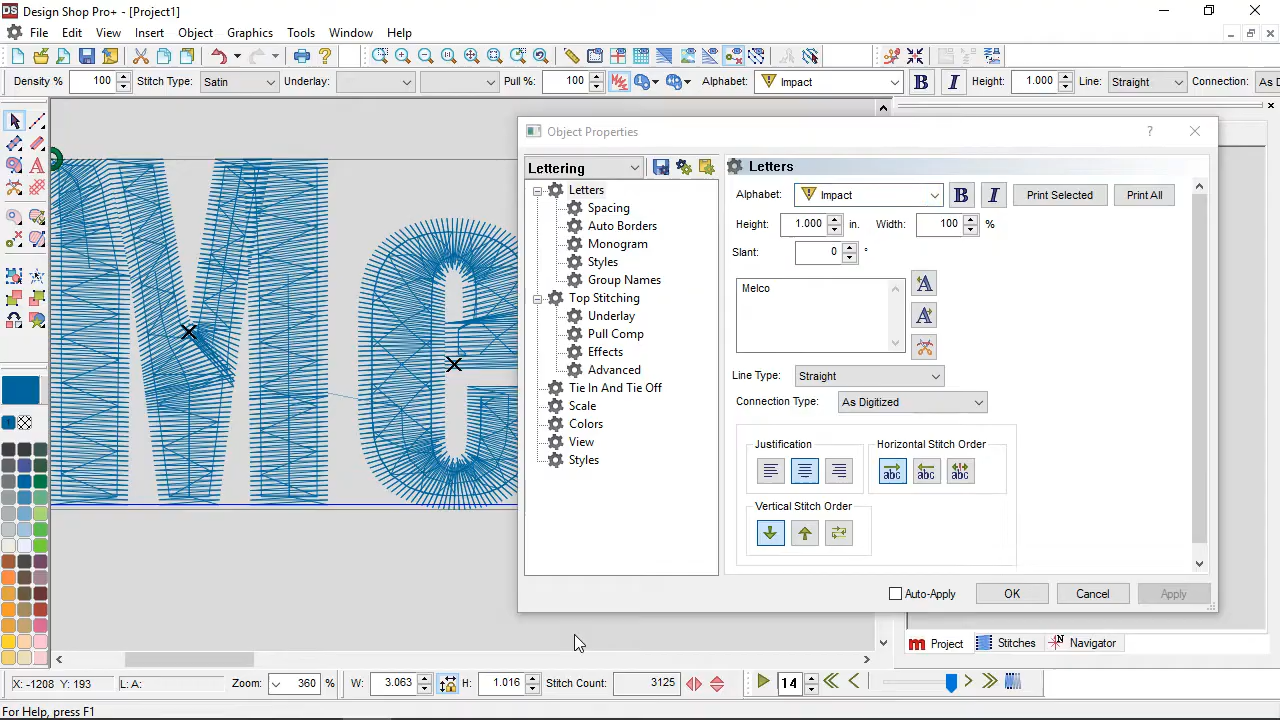 DS Design Shop Pro+ - [Project1]
File Edit View Insert Object Graphics Tools Window Help
Density % 100 Stitch Type: Satin Underlay: Pull %: 100 Alphabet: Impact B I Height: 1.000 Line: Straight Connection: As D
Object Properties ?
Lettering
Letters
Spacing
Auto Borders
Monogram
Styles
Group Names
Top Stitching
Underlay
Pull Comp
Effects
Advanced
Tie In And Tie Off
Scale
Colors
View
Styles
Letters
Alphabet: Impact B I Print Selected Print All
Height: 1.000 in. Width: 100 %
Slant: 0 °
Melco
A
A
Line Type: Straight
Connection Type: As Digitized
Justification Horizontal Stitch Order
abc abc abc
Vertical Stitch Order
Auto-Apply OK Cancel Apply
Me
m Project Stitches N Navigator
X: -1208 Y: 193 L: A: Zoom: 360 % W: 3.063 H: 1.016 Stitch Count: 3125 14
For Help, press F1